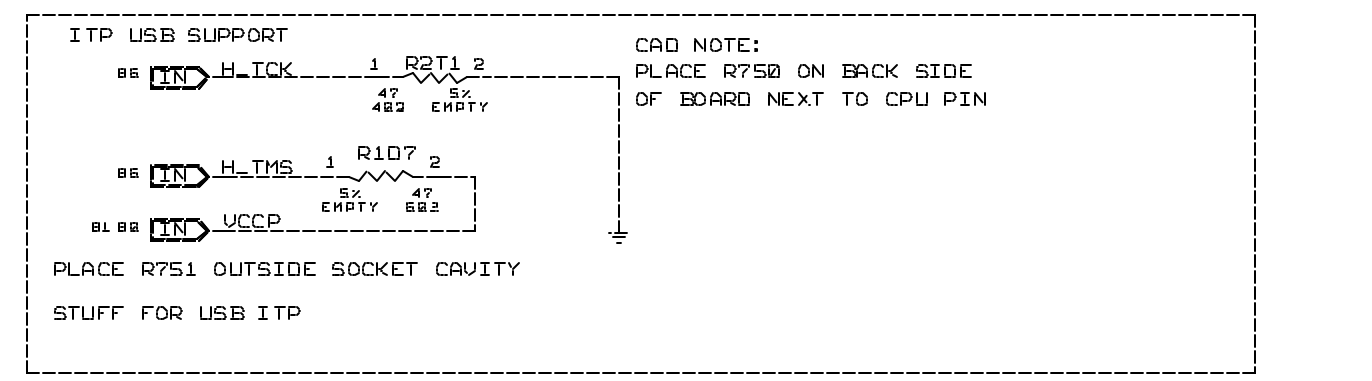 ITP USB SUPPORT
CAD NOTE:
PLACE R750 ON BACK SIDE
OF BOARD NEXT TO CPU PIN
86 IN H_TCK 1 R2T1 2
47 5%
402 EMPTY
R1D7
86 IN H_TMS 1 2
5% 47
EMPTY 603
81 80 IN VCCP
PLACE R751 OUTSIDE SOCKET CAVITY
STUFF FOR USB ITP